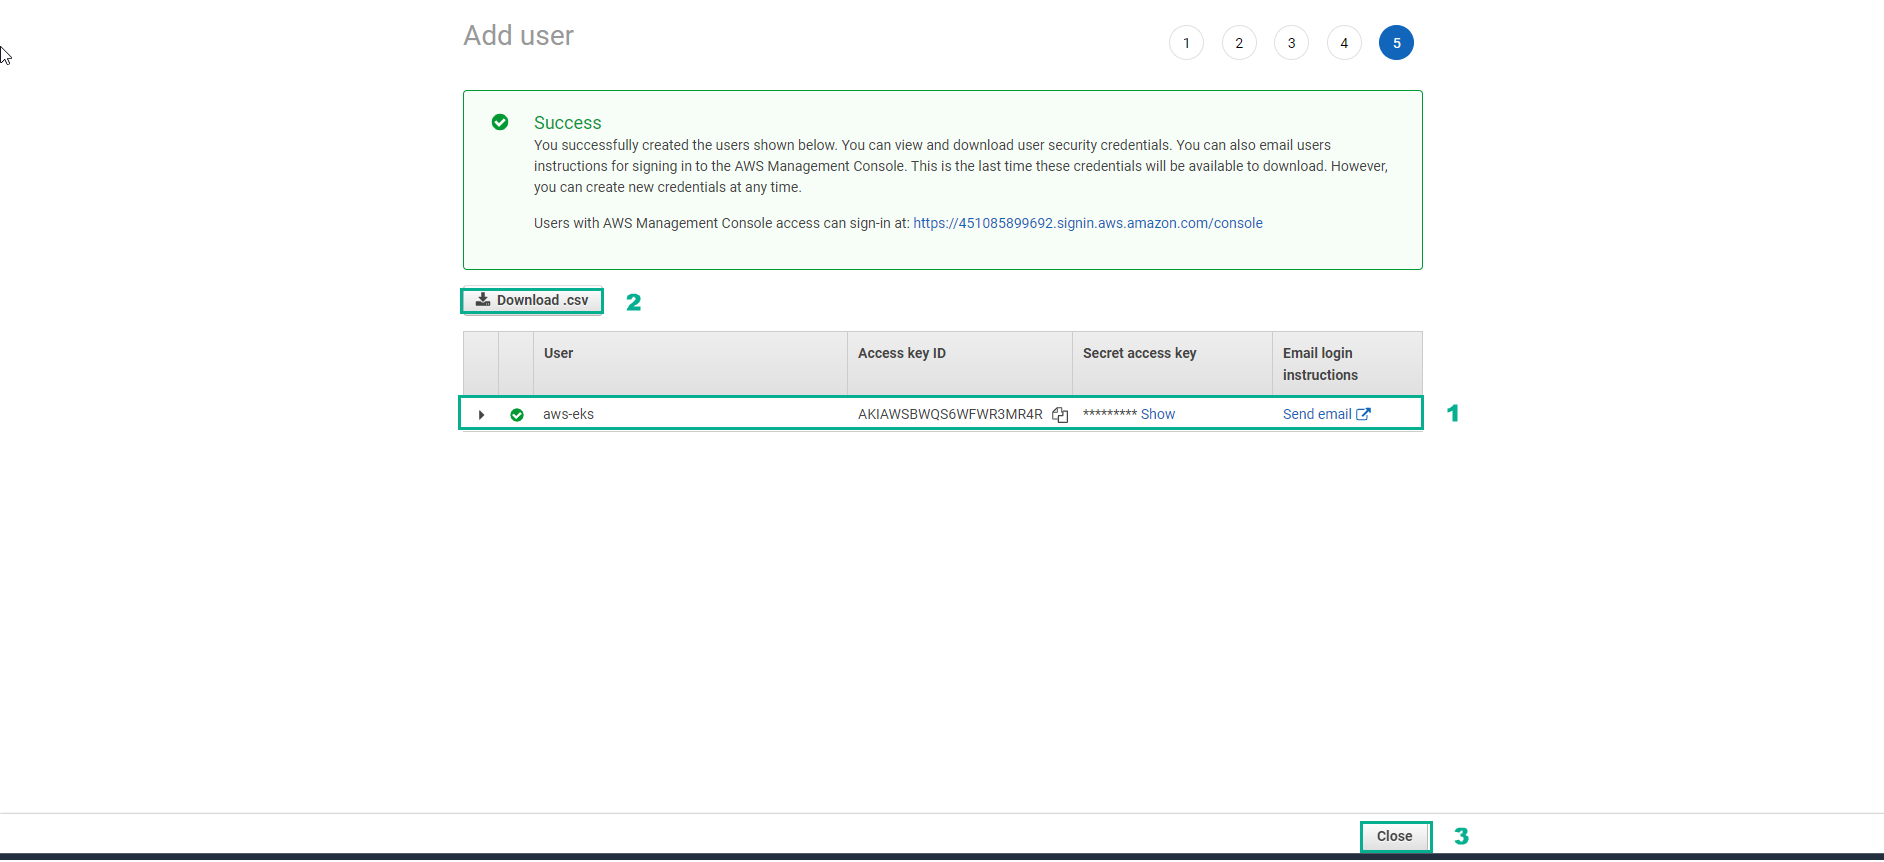 Add user
1 2 3 4 5
Success
You successfully created the users shown below. You can view and download user security credentials. You can also email users
instructions for signing in to the AWS Management Console. This is the last time these credentials will be available to download. However,
you can create new credentials at any time.
Users with AWS Management Console access can sign-in at: https://451085899692.signin.aws.amazon.com/console
Download .csv 2
User Access key ID Secret access key Email login
instructions
aws-eks AKIAWSBWQS6WFWR3MR4R ********* Show Send email 1
Close 3